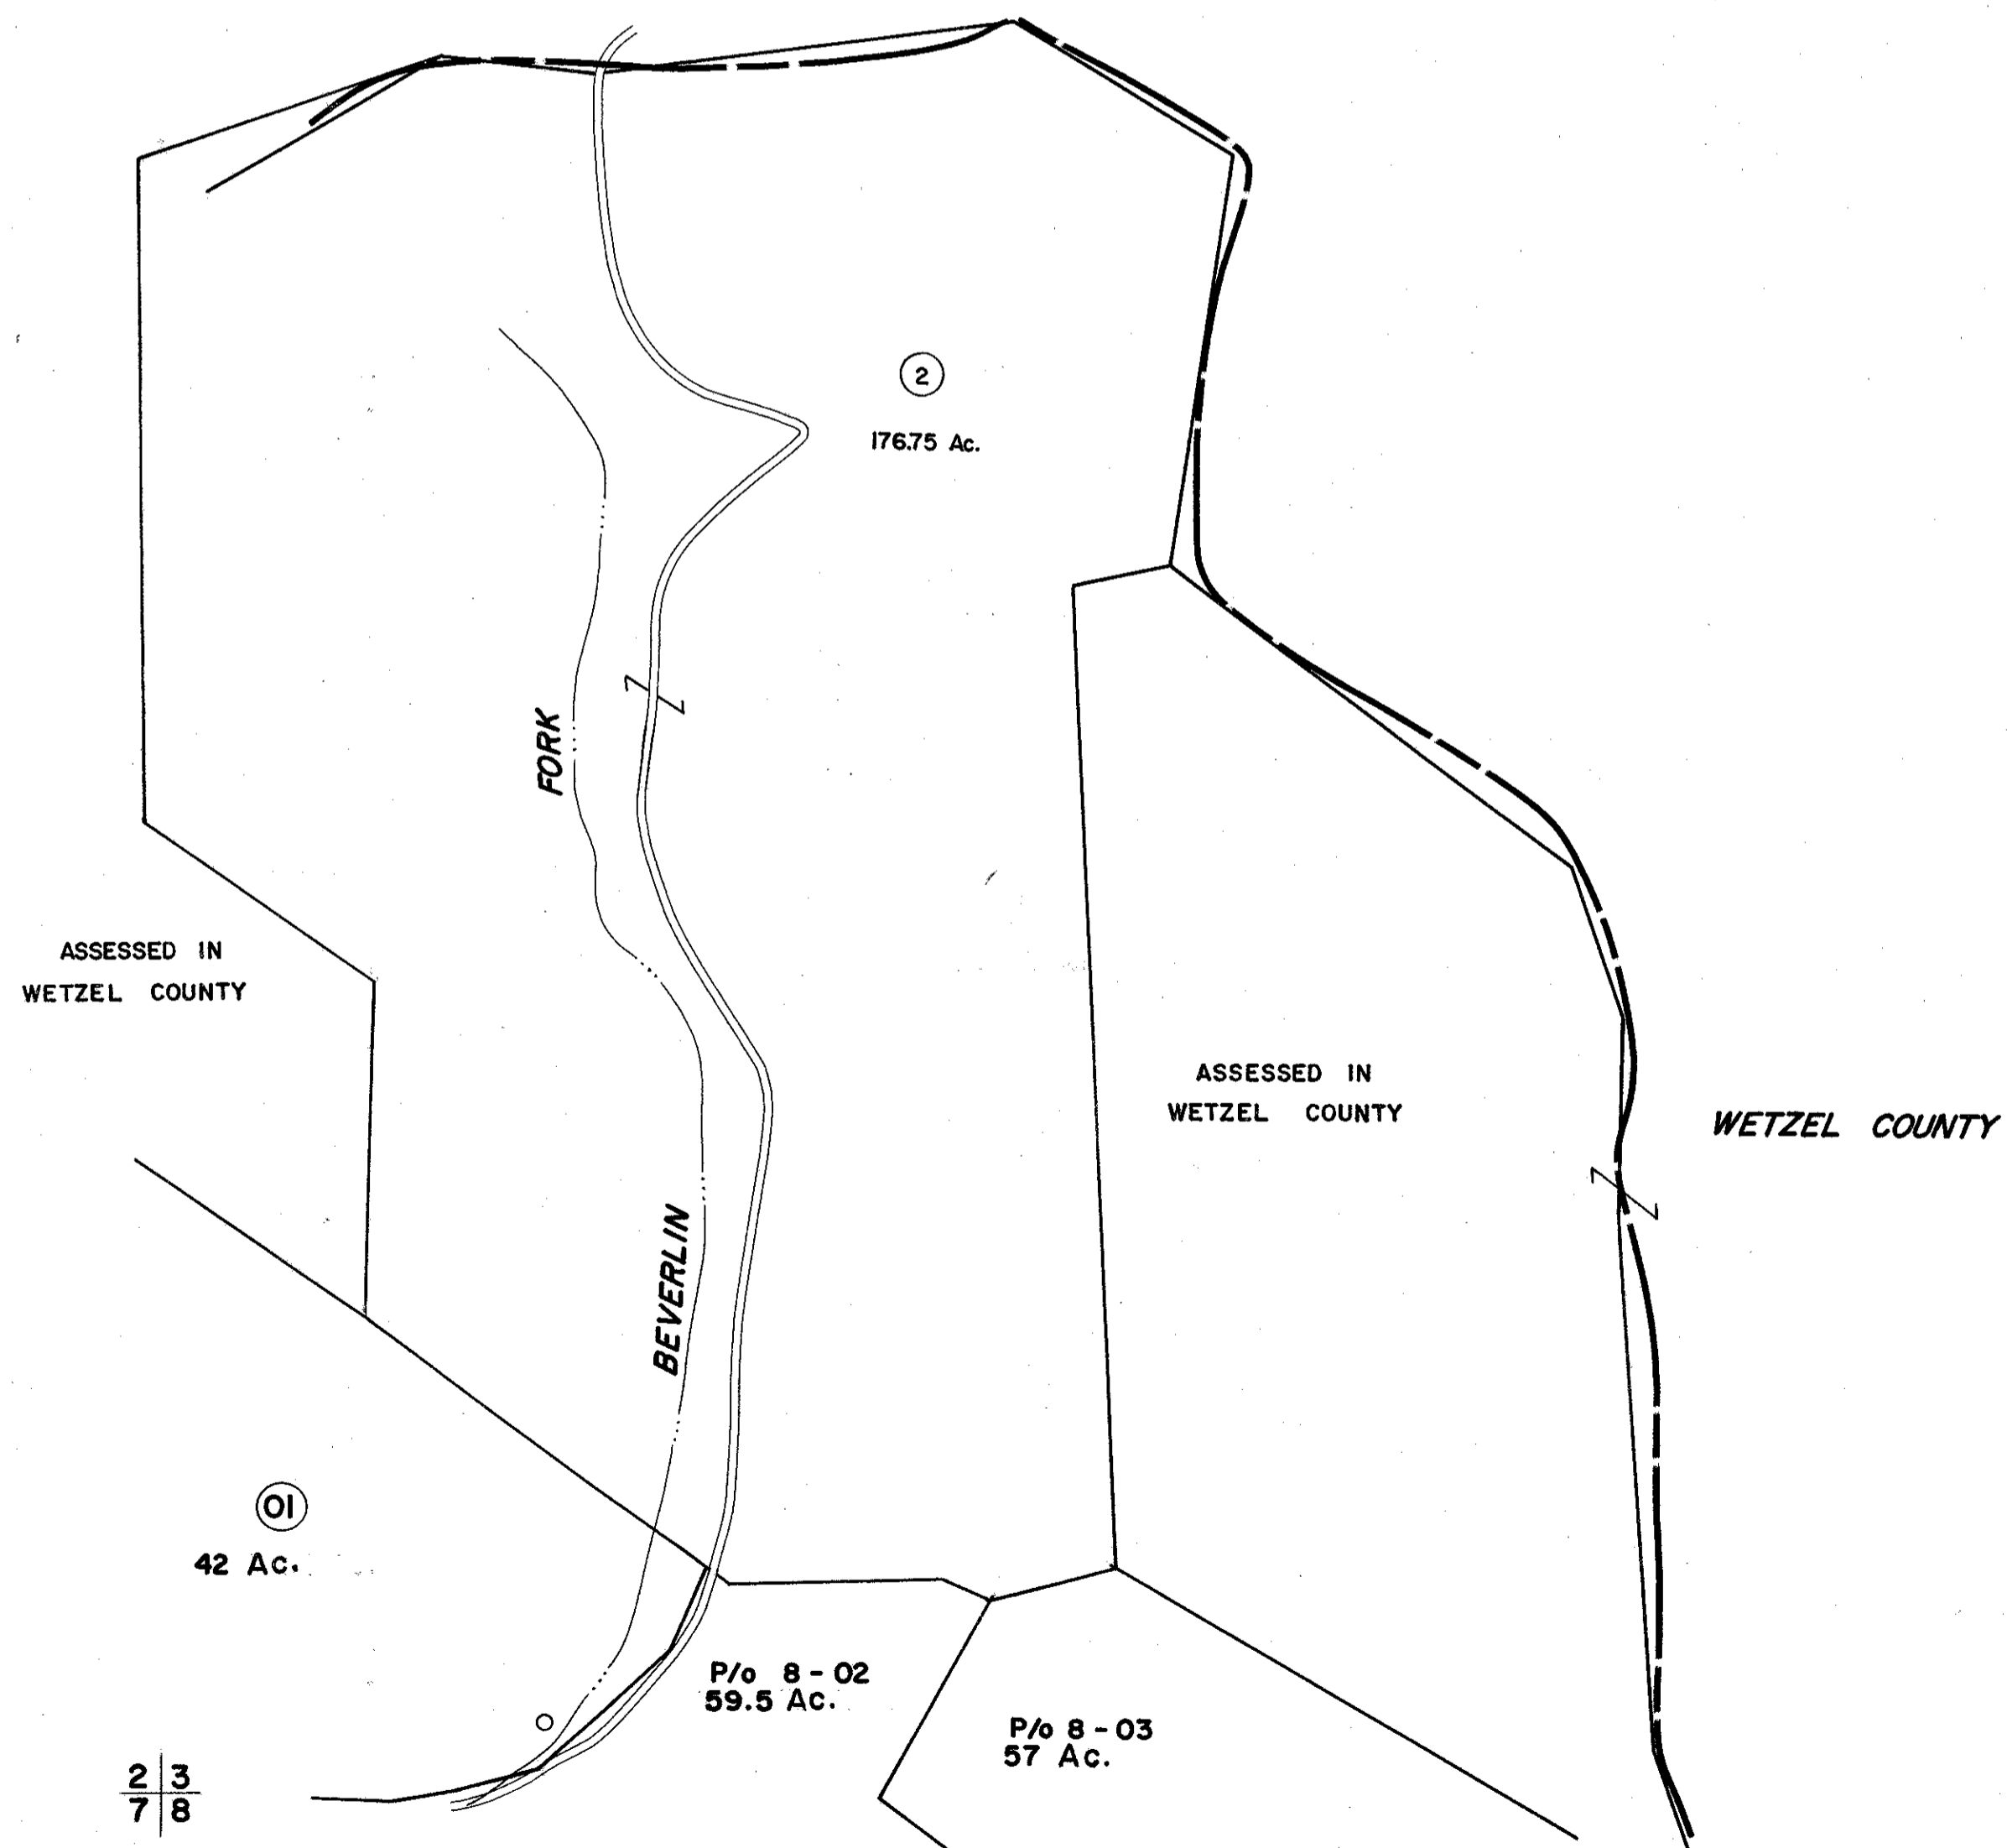 2
176.75 Ac.
FORK
ASSESSED IN
WETZEL COUNTY
ASSESSED IN
WETZEL COUNTY
WETZEL COUNTY
BEVERLIN
01
42 Ac.
P/o 8-02
59.5 Ac.
P/o 8-03
57 Ac.
2 3
7 8